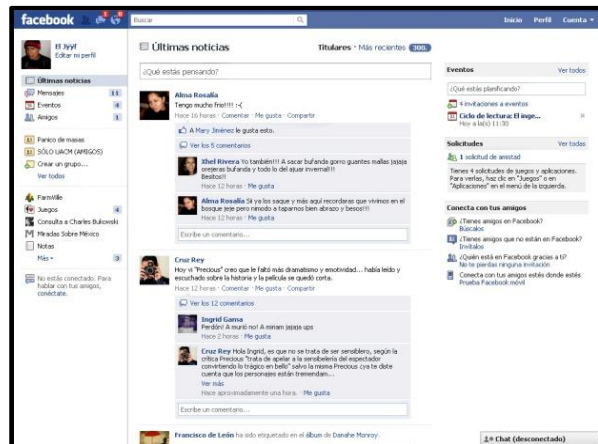 facebook
Buscar
Inicio Perfil Cuenta
El Jyyf
Editar mi perfil
Últimas noticias
Mensajes 11
Eventos 4
Amigos 1
Panico de masas
SÓLO UACM (AMIGOS)
Crear un grupo...
Ver todos
FarmVille
Juegos 4
Consulta a Charles Bukowski
Miradas Sobre México
Notas
Más 3
No estás conectado. Para
hablar con tus amigos,
conéctate.
Últimas noticias
Titulares · Más recientes 300.
¿Qué estás pensando?
Alma Rosalía
Tengo mucho frio!!!! :-(
Hace 16 horas · Comentar · Me gusta · Compartir
A Mary Jiménez le gusta esto.
Ver los 5 comentarios
Xhel Rivera Yo también!!! A sacar bufanda gorro guantes mallas jajaja
orejeras bufanda y todo lo del ajuar invernal!!!
Besitos!!
Hace 12 horas · Me gusta
Alma Rosalía Sii ya los saque y más aqui recordaras que vivimos en el
bosque jeje pero nimodo a taparnos bien abrazo y besos!!!
Hace 12 horas · Me gusta
Escribe un comentario...
Cruz Rey
Hoy vi "Precious" creo que le faltó más dramatismo y emotividad... había leído y
escuchado sobre la historia y la película se quedó corta.
Hace 12 horas · Comentar · Me gusta · Compartir
Ver los 12 comentarios
Ingrid Gama
Perdón! A murió no! A miriam jajaja ups
Hace 2 horas · Me gusta
Cruz Rey Hola Ingrid, es que no se trata de ser sensiblero, según la
crítica Precious "trata de apelar a la sensibelería del espectador
convirtiendo lo trágico en bello" salvo la misma Precious ¿ya te diste
cuenta que los personajes están tremendam...
Ver más
Hace aproximadamente una hora. · Me gusta
Escribe un comentario...
Francisco de León ha sido etiquetado en el álbum de Danahe Monroy.
Eventos Ver todos
¿Qué estás planificando?
4 invitaciones a eventos
Ciclo de lectura: El inge...
Hoy a la(s) 11:30
Solicitudes Ver todos
1 solicitud de amistad
Tienes 4 solicitudes de juegos y aplicaciones.
Para verlas, haz clic en "Juegos" o en
"Aplicaciones" en el menú de la izquierda.
Conecta con tus amigos
¿Tienes amigos en Facebook?
Búscalos
¿Tienes amigos que no están en Facebook?
Invítalos
¿Quién está en Facebook gracias a ti?
No te pierdas ninguna invitación
Conecta con tus amigos estés donde estés
Prueba Facebook móvil
Chat (desconectado)